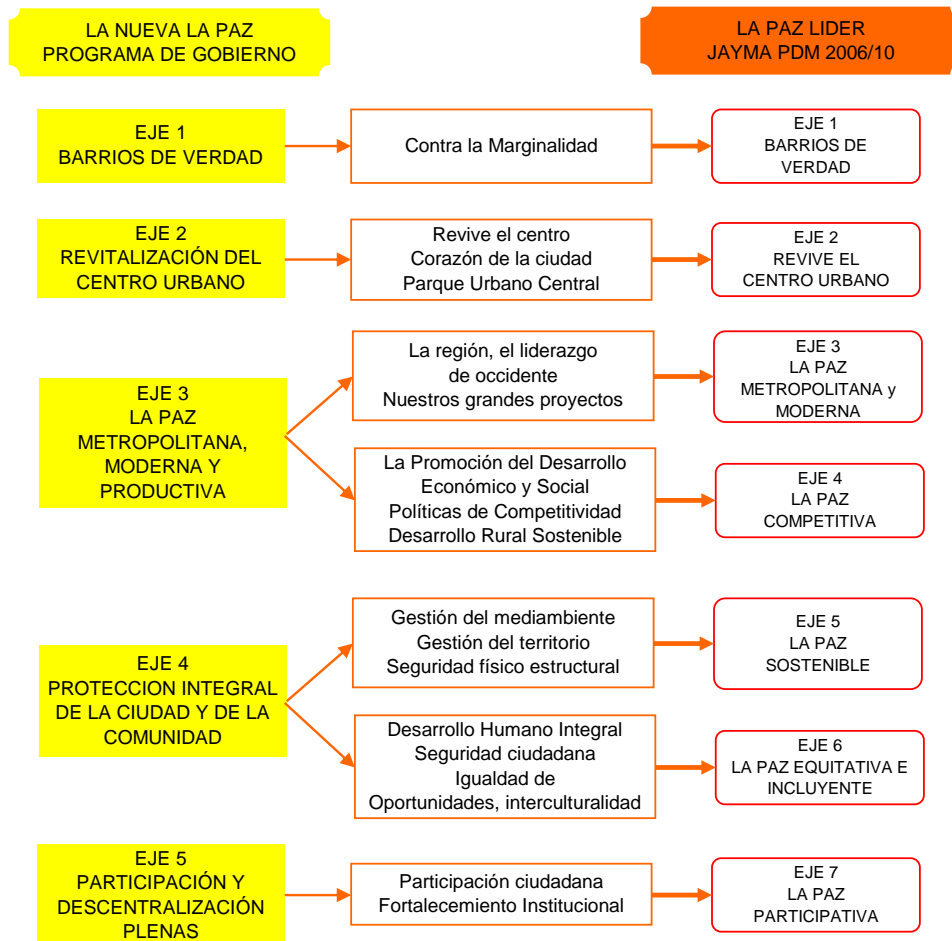 LA NUEVA LA PAZ
PROGRAMA DE GOBIERNO
LA PAZ LIDER
JAYMA PDM 2006/10
EJE 1
BARRIOS DE VERDAD
Contra la Marginalidad
EJE 1
BARRIOS DE
VERDAD
EJE 2
REVITALIZACIÓN DEL
CENTRO URBANO
Revive el centro
Corazón de la ciudad
Parque Urbano Central
EJE 2
REVIVE EL
CENTRO URBANO
EJE 3
LA PAZ
METROPOLITANA,
MODERNA Y
PRODUCTIVA
La región, el liderazgo
de occidente
Nuestros grandes proyectos
EJE 3
LA PAZ
METROPOLITANA y
MODERNA
La Promoción del Desarrollo
Económico y Social
Políticas de Competitividad
Desarrollo Rural Sostenible
EJE 4
LA PAZ
COMPETITIVA
EJE 4
PROTECCION INTEGRAL
DE LA CIUDAD Y DE LA
COMUNIDAD
Gestión del mediambiente
Gestión del territorio
Seguridad físico estructural
EJE 5
LA PAZ
SOSTENIBLE
Desarrollo Humano Integral
Seguridad ciudadana
Igualdad de
Oportunidades, interculturalidad
EJE 6
LA PAZ EQUITATIVA E
INCLUYENTE
EJE 5
PARTICIPACIÓN Y
DESCENTRALIZACIÓN
PLENAS
Participación ciudadana
Fortalecemiento Institucional
EJE 7
LA PAZ
PARTICIPATIVA